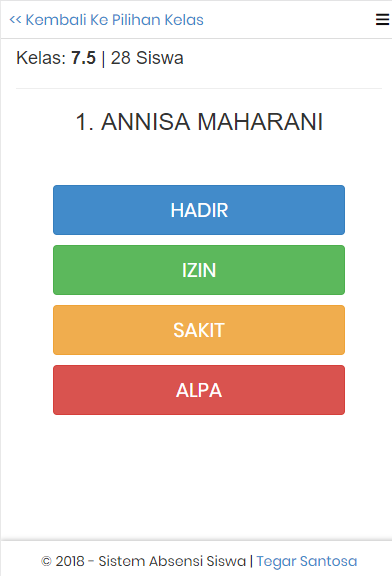 << Kembali Ke Pilihan Kelas
Kelas: 7.5 | 28 Siswa
1. ANNISA MAHARANI
HADIR
IZIN
SAKIT
ALPA
© 2018 - Sistem Absensi Siswa | Tegar Santosa